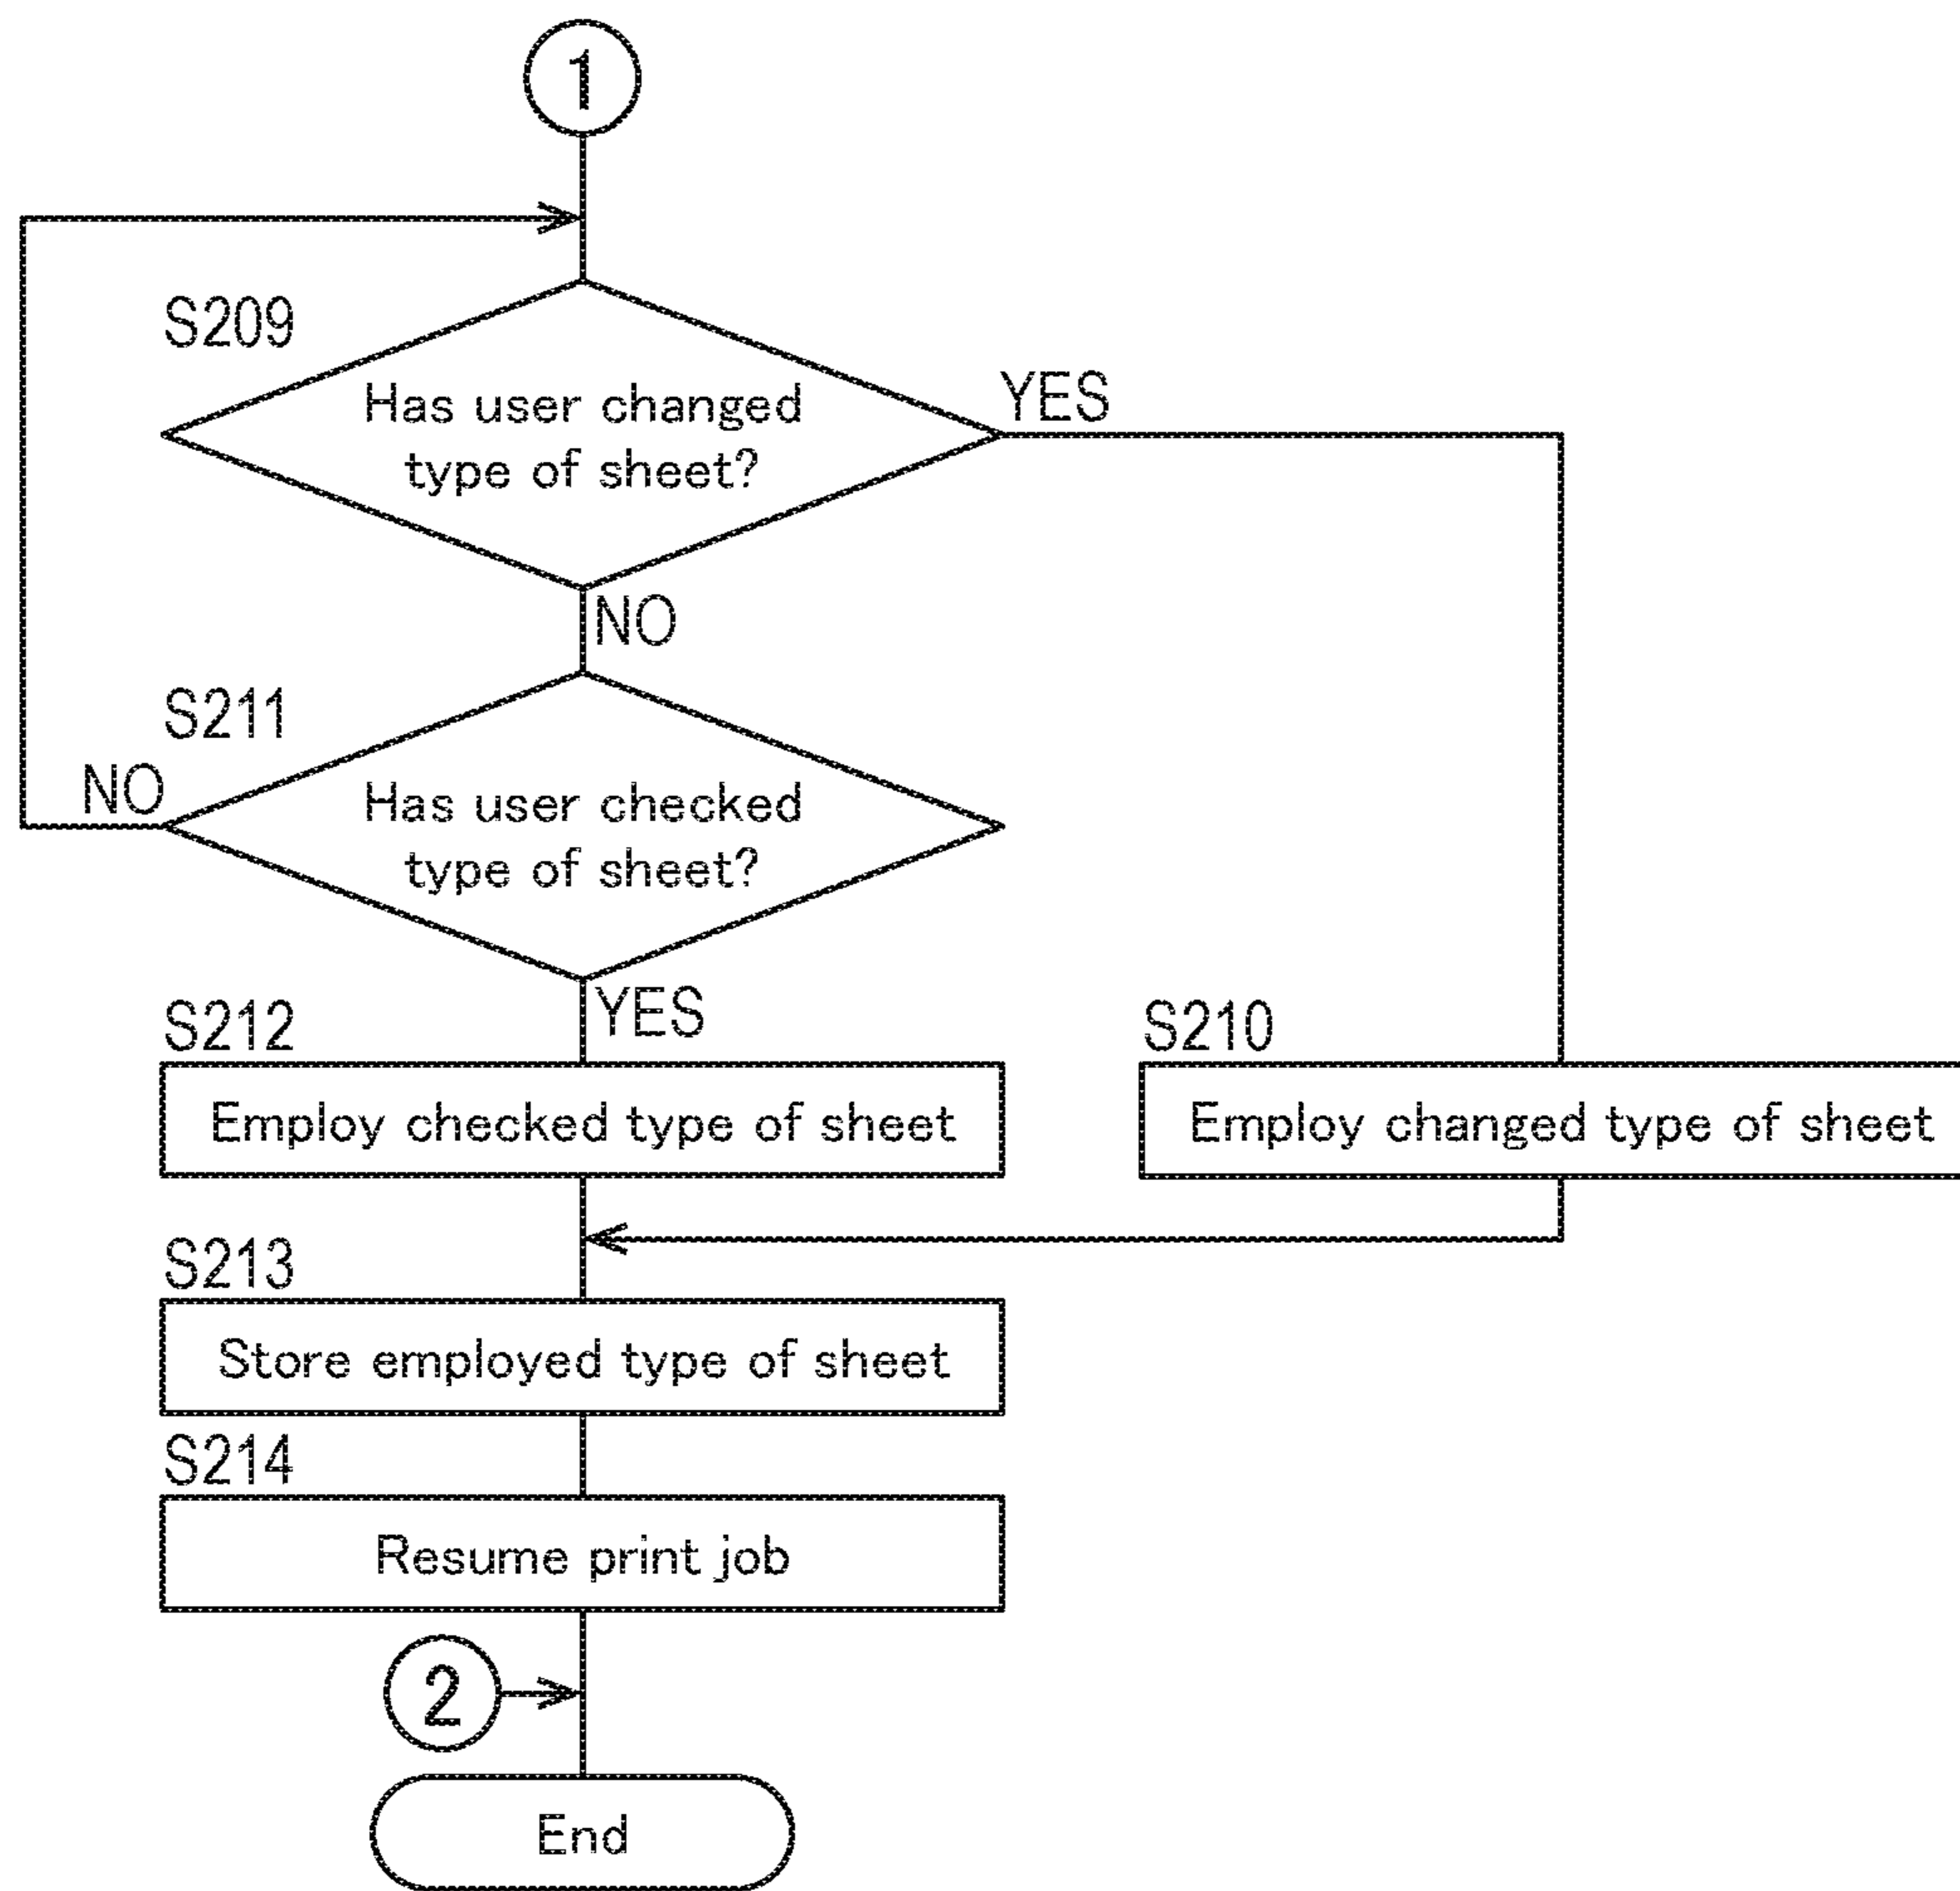 1
S209
Has user changed
type of sheet?
YES
NO
S211
NO
Has user checked
type of sheet?
YES
S212
Employ checked type of sheet
S210
Employ changed type of sheet
S213
Store employed type of sheet
S214
Resume print job
2
End